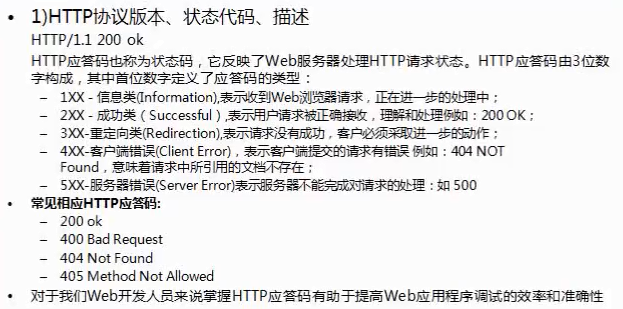 • 1)HTTP协议版本、状态代码、描述
HTTP/1.1 200 ok
HTTP应答码也称为状态码，它反映了Web服务器处理HTTP请求状态。HTTP应答码由3位数
字构成，其中首位数字定义了应答码的类型：
– 1XX－信息类(Information),表示收到Web浏览器请求，正在进一步的处理中；
– 2XX－成功类（Successful）,表示用户请求被正确接收，理解和处理例如：200 OK；
– 3XX-重定向类(Redirection),表示请求没有成功，客户必须采取进一步的动作；
– 4XX-客户端错误(Client Error)，表示客户端提交的请求有错误 例如：404 NOT
Found，意味着请求中所引用的文档不存在；
– 5XX-服务器错误(Server Error)表示服务器不能完成对请求的处理：如 500
• 常见相应HTTP应答码:
– 200 ok
– 400 Bad Request
– 404 Not Found
– 405 Method Not Allowed
• 对于我们Web开发人员来说掌握HTTP应答码有助于提高Web应用程序调试的效率和准确性